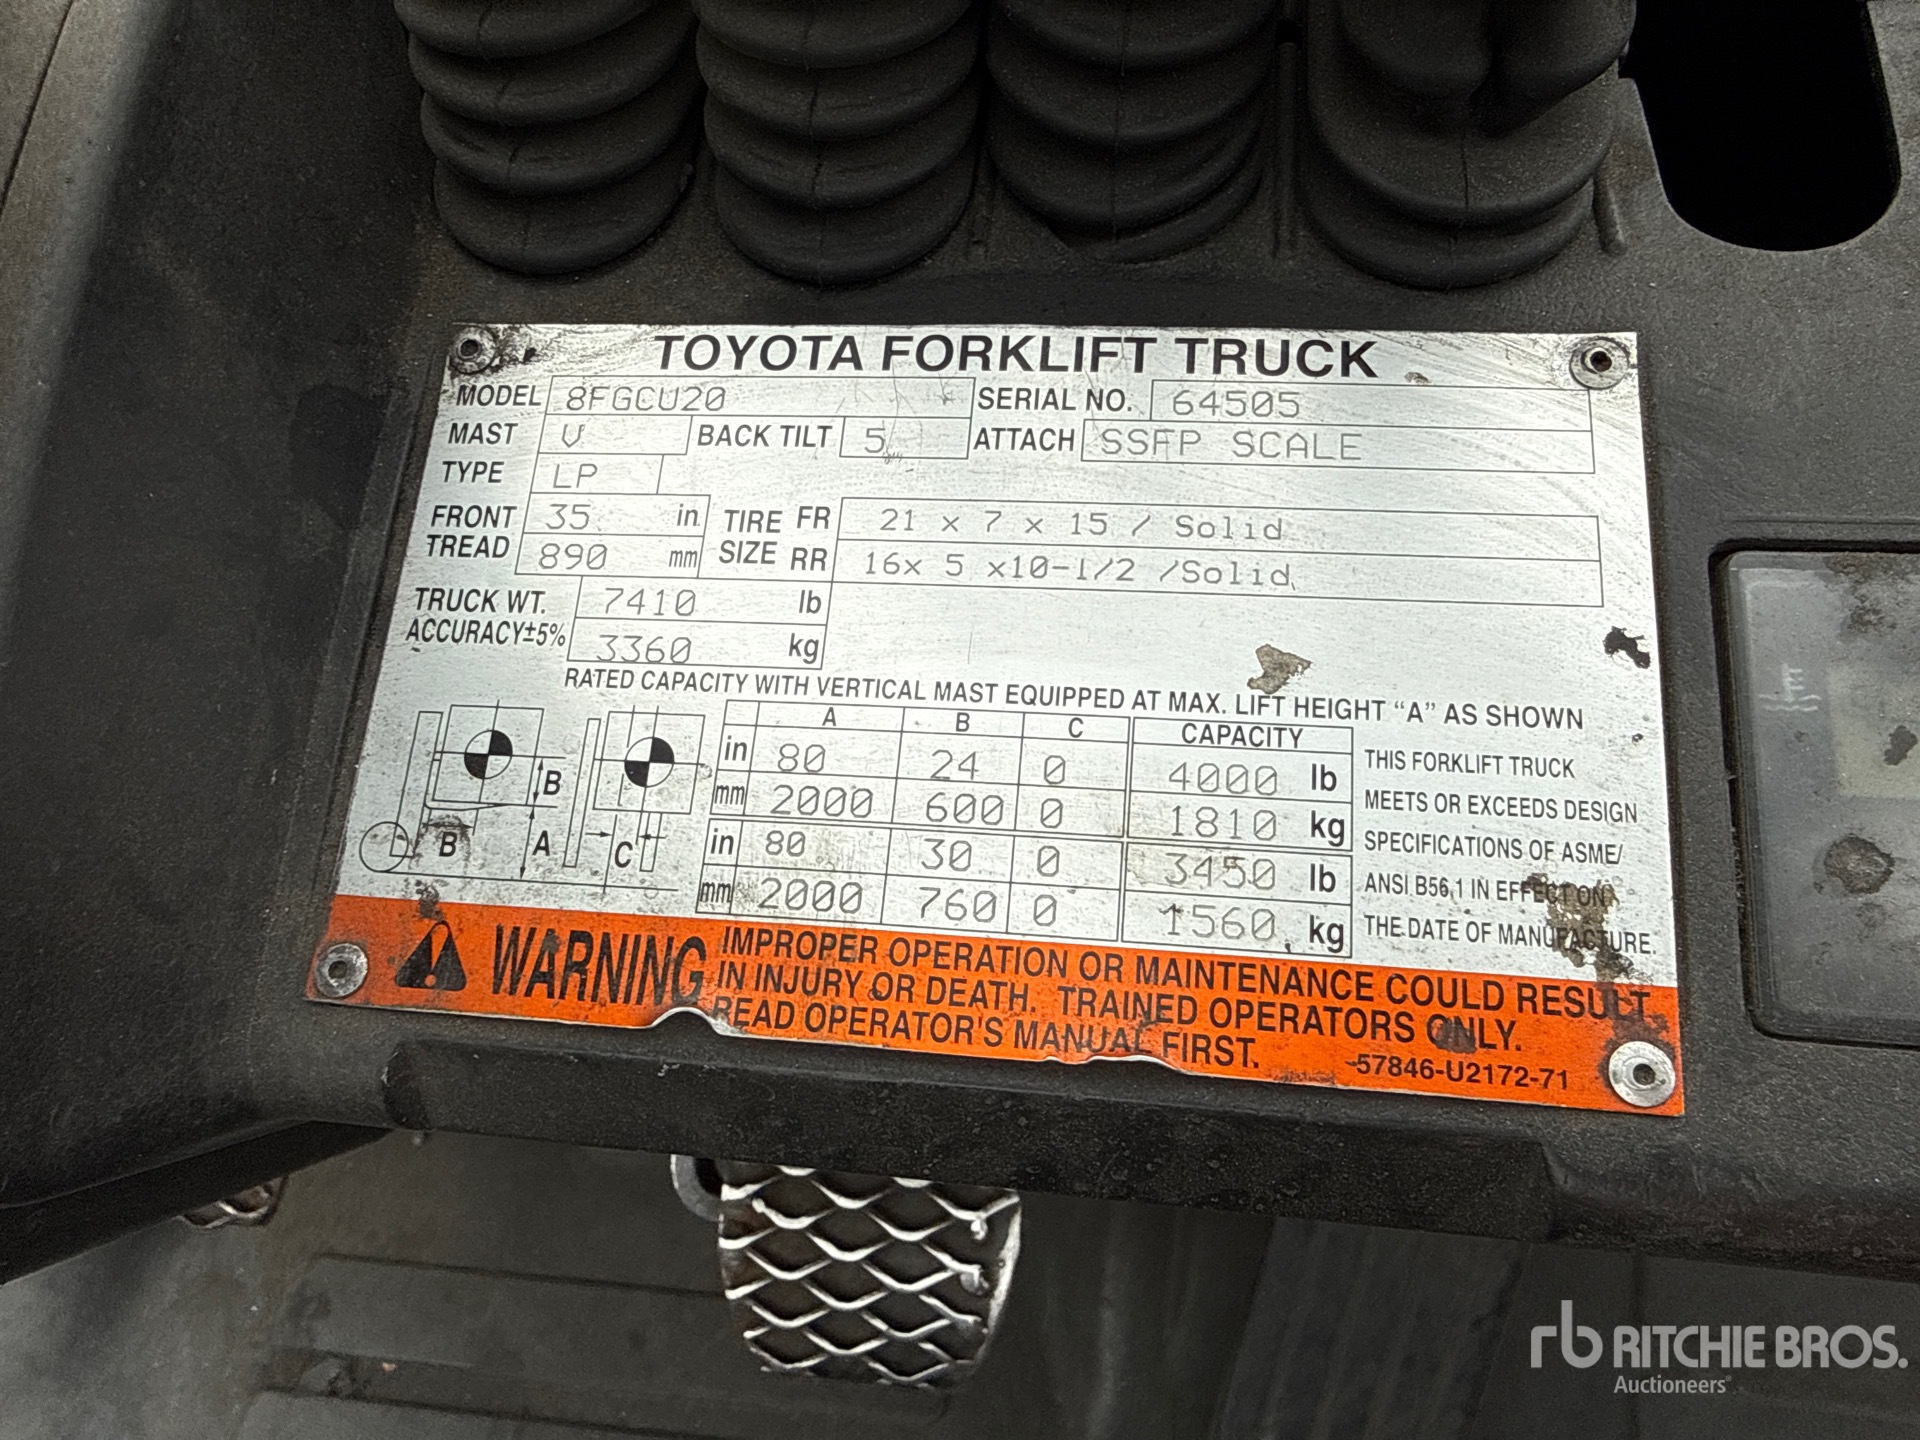 TOYOTA FORKLIFT TRUCK
MODEL 8FGCU20 SERIAL NO. 64505
MAST V BACK TILT 5 ATTACH SSFP SCALE
TYPE LP
FRONT TREAD 35 in 890 mm
TIRE SIZE FR 21 x 7 x 15 / Solid
RR 16x 5 x10-1/2 /Solid
TRUCK WT. 7410 lb
ACCURACY±5% 3360 kg
RATED CAPACITY WITH VERTICAL MAST EQUIPPED AT MAX. LIFT HEIGHT "A" AS SHOWN
A B C CAPACITY
in 80 24 0 4000 lb
mm 2000 600 0 1810 kg
in 80 30 0 3450 lb
mm 2000 760 0 1560 kg
B
B A C
THIS FORKLIFT TRUCK
MEETS OR EXCEEDS DESIGN
SPECIFICATIONS OF ASME/
ANSI B56.1 IN EFFECT ON
THE DATE OF MANUFACTURE.
WARNING
IMPROPER OPERATION OR MAINTENANCE COULD RESULT
IN INJURY OR DEATH. TRAINED OPERATORS ONLY.
READ OPERATOR'S MANUAL FIRST.
57846-U2172-71
rb RITCHIE BROS.
Auctioneers